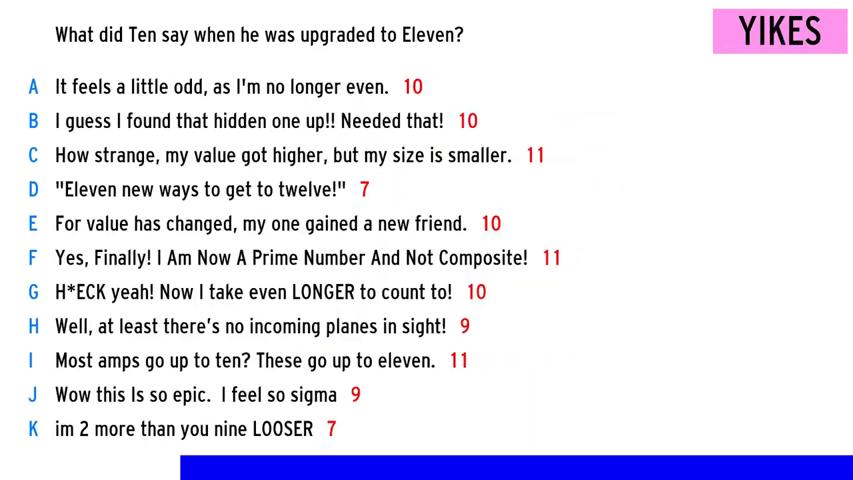 What did Ten say when he was upgraded to Eleven?
YIKES
A It feels a little odd, as I'm no longer even. 10
B I guess I found that hidden one up!! Needed that! 10
C How strange, my value got higher, but my size is smaller. 11
D "Eleven new ways to get to twelve!" 7
E For value has changed, my one gained a new friend. 10
F Yes, Finally! I Am Now A Prime Number And Not Composite! 11
G H*ECK yeah! Now I take even LONGER to count to! 10
H Well, at least there's no incoming planes in sight! 9
I Most amps go up to ten? These go up to eleven. 11
J Wow this Is so epic. I feel so sigma 9
K im 2 more than you nine LOOSER 7